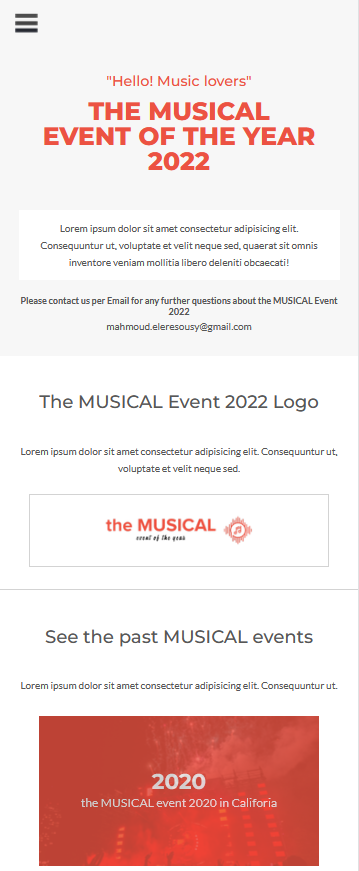 "Hello! Music lovers"
THE MUSICAL
EVENT OF THE YEAR
2022
Lorem ipsum dolor sit amet consectetur adipisicing elit.
Consequuntur ut, voluptate et velit neque sed, quaerat sit omnis
inventore veniam mollitia libero deleniti obcaecati!
Please contact us per Email for any further questions about the MUSICAL Event
2022
mahmoud.eleresousy@gmail.com
The MUSICAL Event 2022 Logo
Lorem ipsum dolor sit amet consectetur adipisicing elit. Consequuntur ut,
voluptate et velit neque sed.
the MUSICAL
event of the year
See the past MUSICAL events
Lorem ipsum dolor sit amet consectetur adipisicing elit. Consequuntur ut.
2020
the MUSICAL event 2020 in Califoria